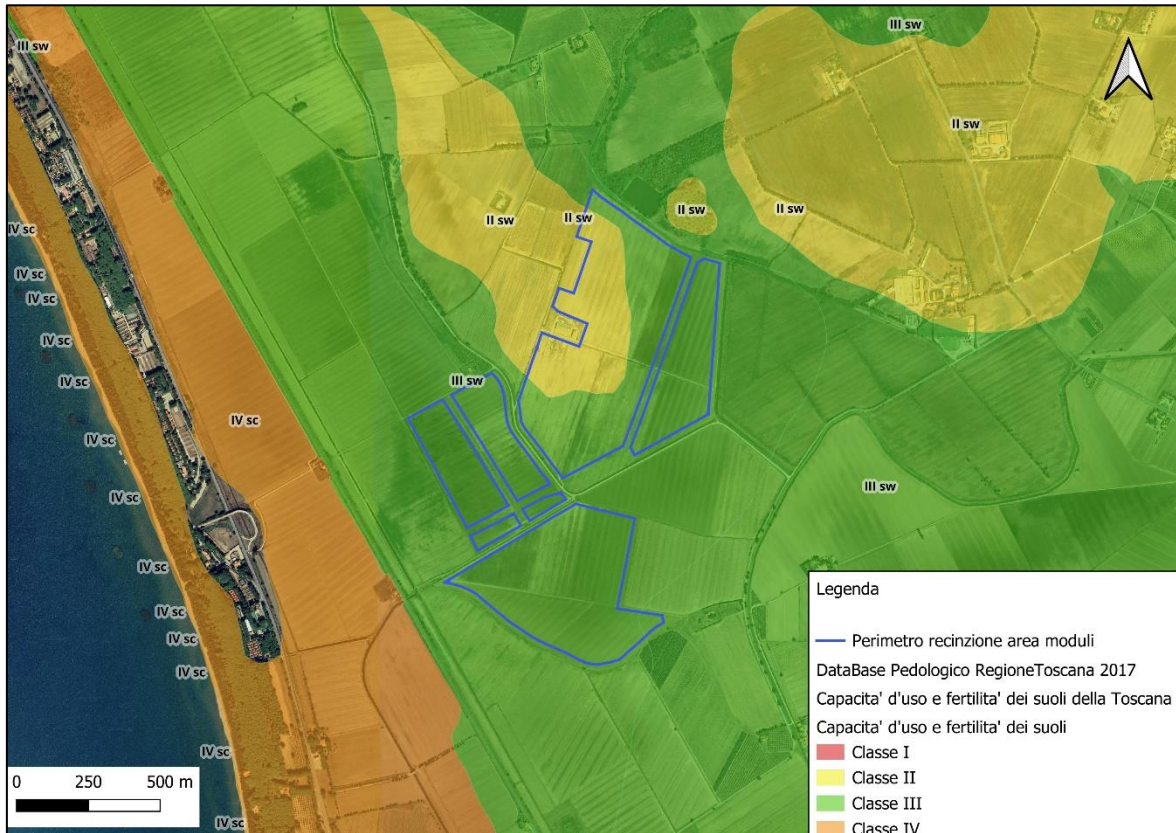 III sw
II sw
II sw
II sw
II sw
II sw
IV sc
IV sc
IV sc
IV sc
III sw
IV sc
IV sc
IV sc
III sw
IV sc
IV sc
IV sc
IV sc
IV sc
IV sc
IV sc
Legenda
Perimetro recinzione area moduli
DataBase Pedologico RegioneToscana 2017
Capacita' d'uso e fertilita' dei suoli della Toscana
Capacita' d'uso e fertilita' dei suoli
Classe I
Classe II
Classe III
Classe IV
0 250 500 m